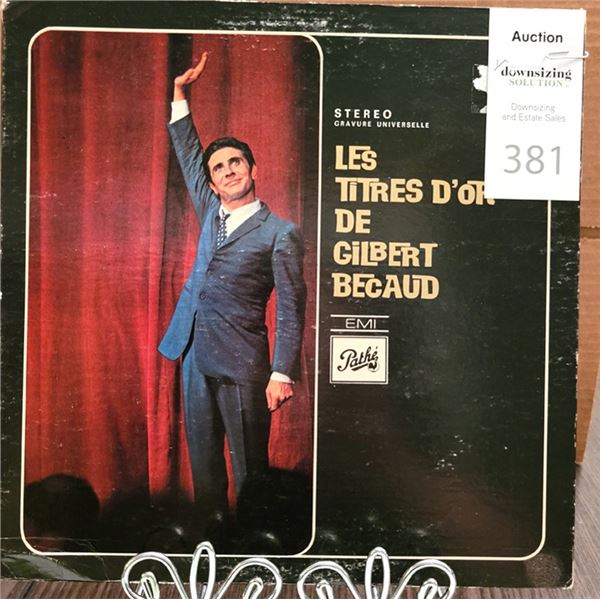 Auction
downsizing
SOLUTION
Downsizing
and Estate Sales
381
STEREO
GRAVURE UNIVERSELLE
LES
TITRES D'OR
DE
GILBERT
BECAUD
EMI
Pathé